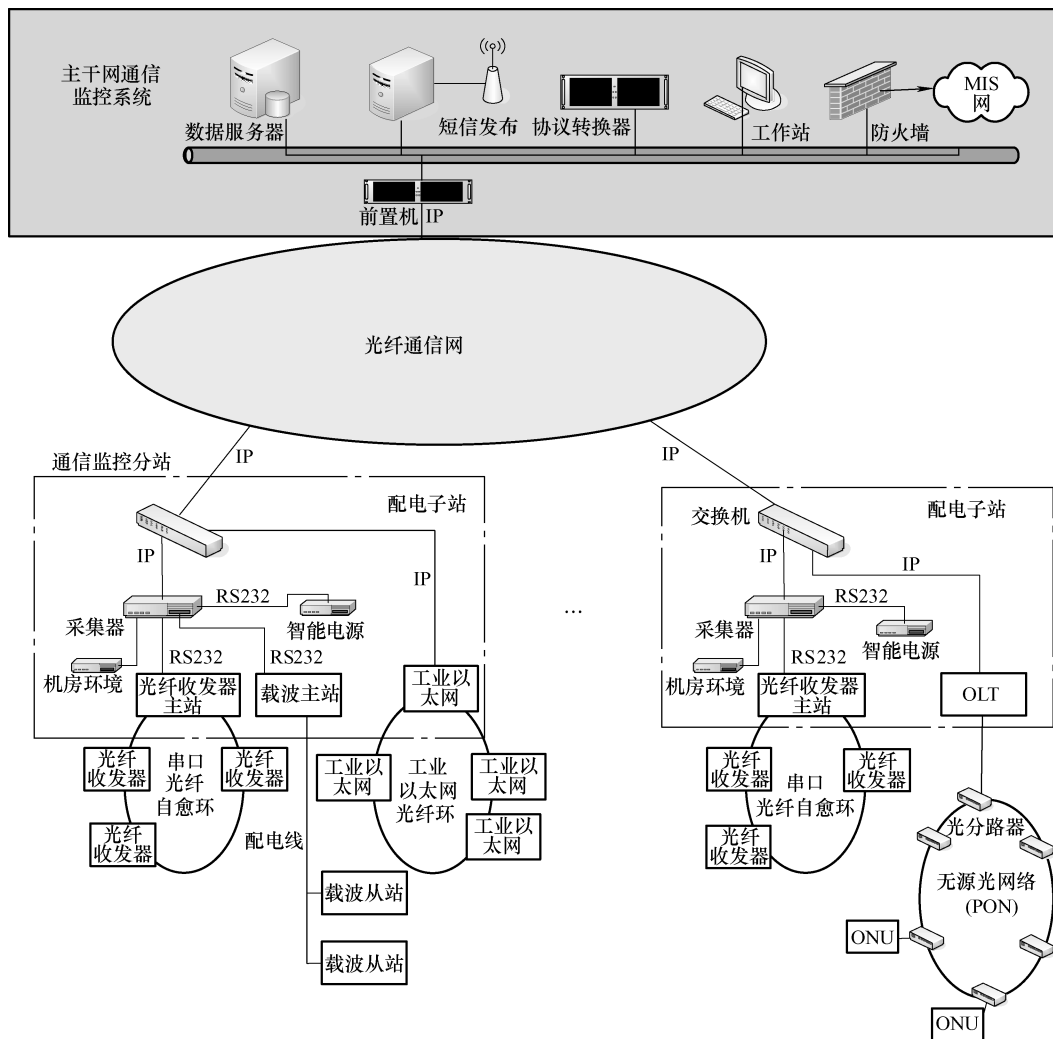 主干网通信
监控系统
数据服务器
短信发布
协议转换器
工作站
防火墙
MIS
网
前置机
IP
光纤通信网
IP
IP
通信监控分站
配电子站
IP
IP
RS232
采集器
智能电源
机房环境
RS232
RS232
光纤收发器
主站
载波主站
工业以
太网
光纤
收发器
串口
光纤
自愈环
光纤
收发器
光纤
收发器
配电线
工业以
太网
工业
以太网
光纤环
工业以
太网
工业以
太网
载波从站
载波从站
…
配电子站
交换机
IP
IP
RS232
采集器
智能电源
机房环境
RS232
光纤收发器
主站
OLT
光纤
收发器
串口
光纤自愈环
光纤
收发器
光纤
收发器
光分路器
无源光网络
(PON)
ONU
ONU